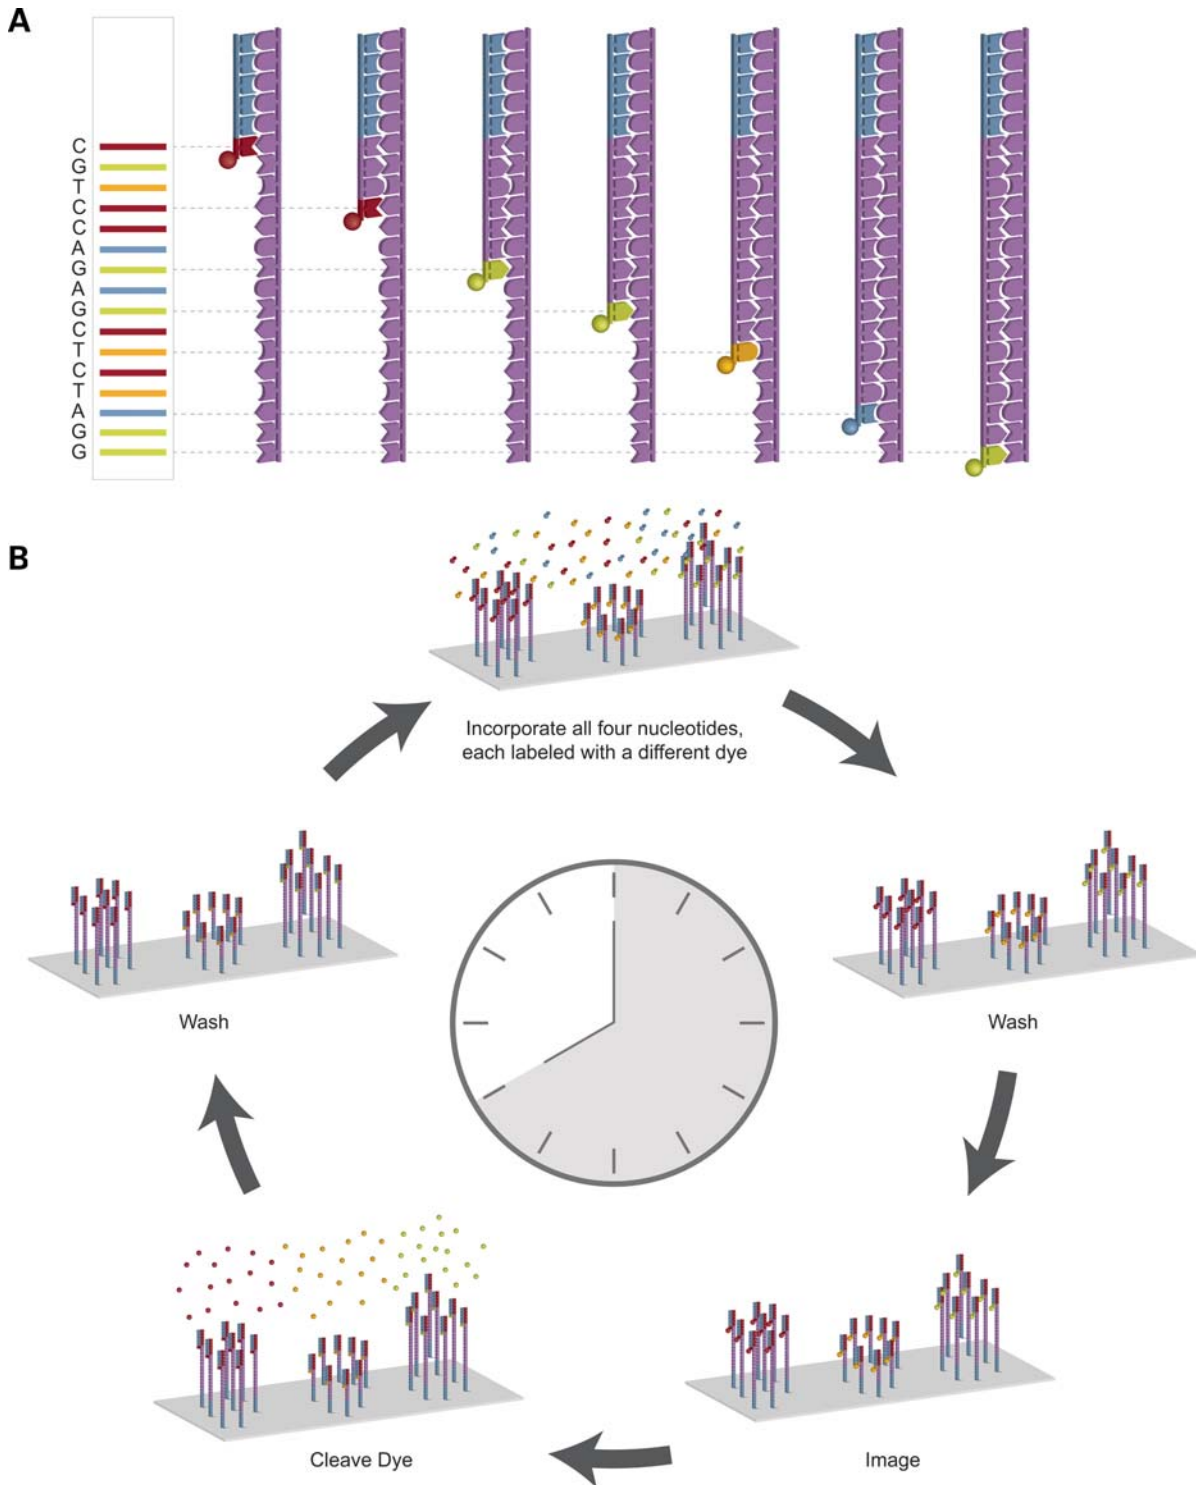 A
C
G
T
C
C
A
G
A
G
C
T
C
T
A
G
G
B
Incorporate all four nucleotides,
each labeled with a different dye
Wash
Wash
Cleave Dye
Image